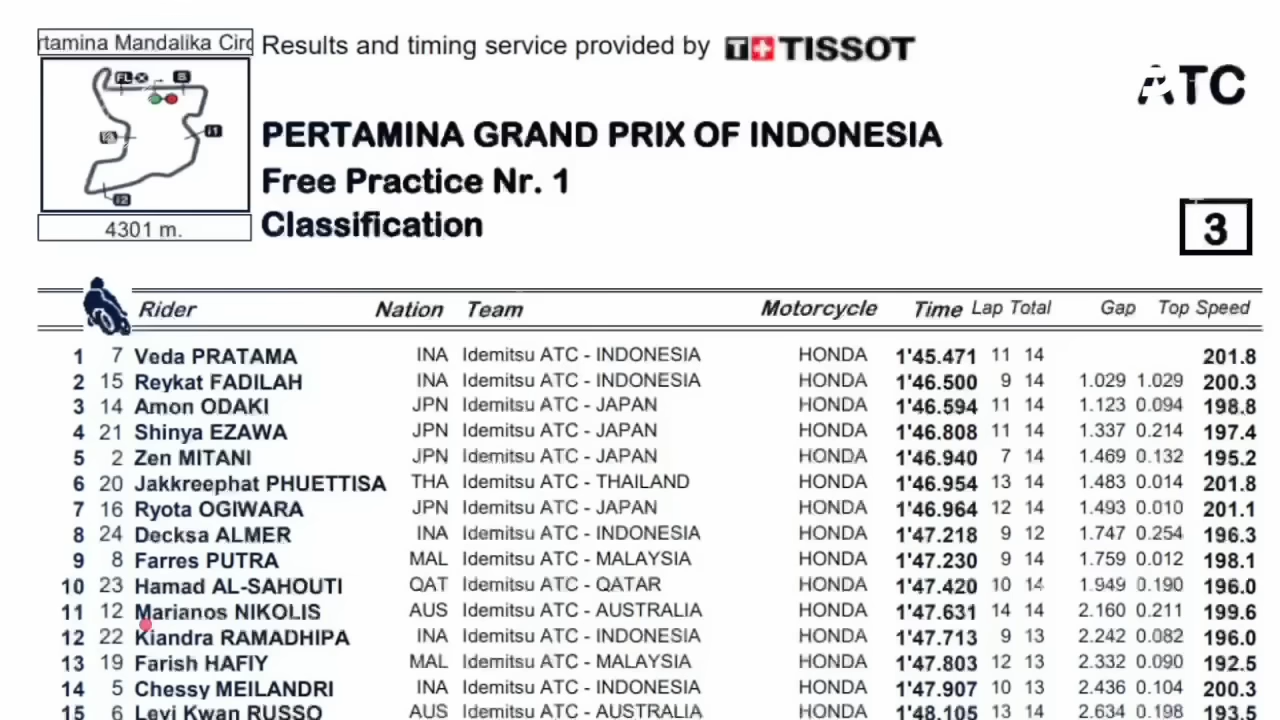 rtamina Mandalika Circ
Results and timing service provided by T+ TISSOT
ATC
FL S
T1
T2
PERTAMINA GRAND PRIX OF INDONESIA
Free Practice Nr. 1
4301 m.
Classification
3
Rider Nation Team Motorcycle Time Lap Total Gap Top Speed
1 7 Veda PRATAMA INA Idemitsu ATC - INDONESIA HONDA 1'45.471 11 14 201.8
2 15 Reykat FADILAH INA Idemitsu ATC - INDONESIA HONDA 1'46.500 9 14 1.029 1.029 200.3
3 14 Amon ODAKI JPN Idemitsu ATC - JAPAN HONDA 1'46.594 11 14 1.123 0.094 198.8
4 21 Shinya EZAWA JPN Idemitsu ATC - JAPAN HONDA 1'46.808 11 14 1.337 0.214 197.4
5 2 Zen MITANI JPN Idemitsu ATC - JAPAN HONDA 1'46.940 7 14 1.469 0.132 195.2
6 20 Jakkreephat PHUETTISA THA Idemitsu ATC - THAILAND HONDA 1'46.954 13 14 1.483 0.014 201.8
7 16 Ryota OGIWARA JPN Idemitsu ATC - JAPAN HONDA 1'46.964 12 14 1.493 0.010 201.1
8 24 Decksa ALMER INA Idemitsu ATC - INDONESIA HONDA 1'47.218 9 12 1.747 0.254 196.3
9 8 Farres PUTRA MAL Idemitsu ATC - MALAYSIA HONDA 1'47.230 9 14 1.759 0.012 198.1
10 23 Hamad AL-SAHOUTI QAT Idemitsu ATC - QATAR HONDA 1'47.420 10 14 1.949 0.190 196.0
11 12 Marianos NIKOLIS AUS Idemitsu ATC - AUSTRALIA HONDA 1'47.631 14 14 2.160 0.211 199.6
12 22 Kiandra RAMADHIPA INA Idemitsu ATC - INDONESIA HONDA 1'47.713 9 13 2.242 0.082 196.0
13 19 Farish HAFIY MAL Idemitsu ATC - MALAYSIA HONDA 1'47.803 12 13 2.332 0.090 192.5
14 5 Chessy MEILANDRI INA Idemitsu ATC - INDONESIA HONDA 1'47.907 10 13 2.436 0.104 200.3
15 6 Levi Kwan RUSSO AUS Idemitsu ATC - AUSTRALIA HONDA 1'48.105 13 14 2.634 0.198 193.5